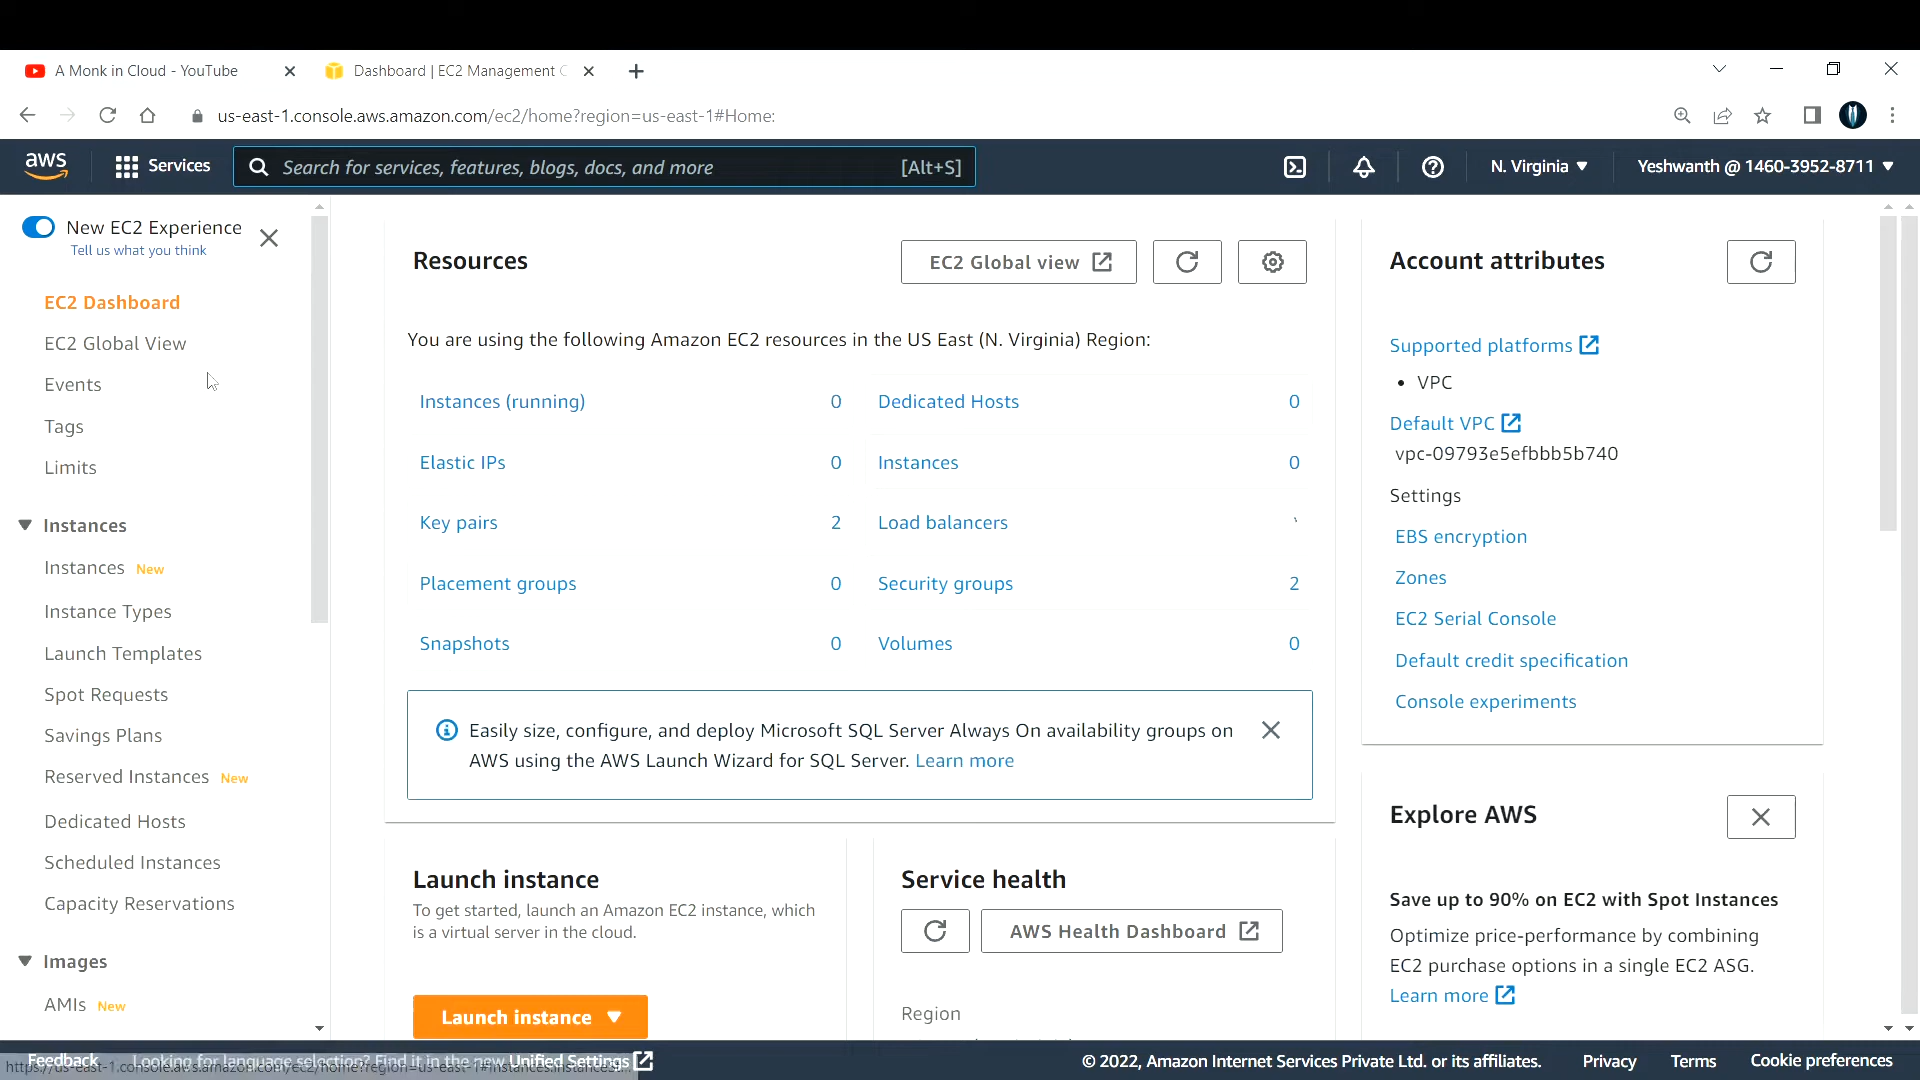 A Monk in Cloud - YouTube
Dashboard | EC2 Management C
us-east-1.console.aws.amazon.com/ec2/home?region=us-east-1#Home:
aws
Services
Search for services, features, blogs, docs, and more
[Alt+S]
N. Virginia
Yeshwanth @ 1460-3952-8711
New EC2 Experience
Tell us what you think
EC2 Dashboard
EC2 Global View
Events
Tags
Limits
Instances
Instances New
Instance Types
Launch Templates
Spot Requests
Savings Plans
Reserved Instances New
Dedicated Hosts
Scheduled Instances
Capacity Reservations
Images
AMIs New
Resources
EC2 Global view
You are using the following Amazon EC2 resources in the US East (N. Virginia) Region:
Instances (running) 0
Dedicated Hosts 0
Elastic IPs 0
Instances 0
Key pairs 2
Load balancers
Placement groups 0
Security groups 2
Snapshots 0
Volumes 0
Easily size, configure, and deploy Microsoft SQL Server Always On availability groups on
AWS using the AWS Launch Wizard for SQL Server. Learn more
Launch instance
To get started, launch an Amazon EC2 instance, which
is a virtual server in the cloud.
Launch instance
Service health
AWS Health Dashboard
Region
Account attributes
Supported platforms
• VPC
Default VPC
vpc-09793e5efbbb5b740
Settings
EBS encryption
Zones
EC2 Serial Console
Default credit specification
Console experiments
Explore AWS
Save up to 90% on EC2 with Spot Instances
Optimize price-performance by combining
EC2 purchase options in a single EC2 ASG.
Learn more
Feedback
Looking for language selection? Find it in the new Unified Settings
© 2022, Amazon Internet Services Private Ltd. or its affiliates.
Privacy
Terms
Cookie preferences